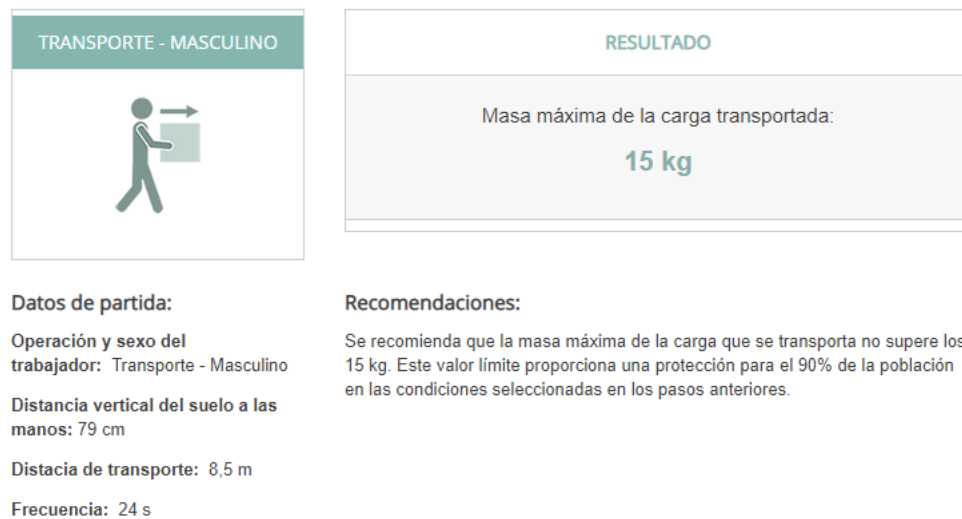 TRANSPORTE - MASCULINO
RESULTADO
Masa máxima de la carga transportada:
15 kg
Datos de partida:
Operación y sexo del
trabajador: Transporte - Masculino
Distancia vertical del suelo a las
manos: 79 cm
Distacia de transporte: 8,5 m
Frecuencia: 24 s
Recomendaciones:
Se recomienda que la masa máxima de la carga que se transporta no supere los
15 kg. Este valor límite proporciona una protección para el 90% de la población
en las condiciones seleccionadas en los pasos anteriores.